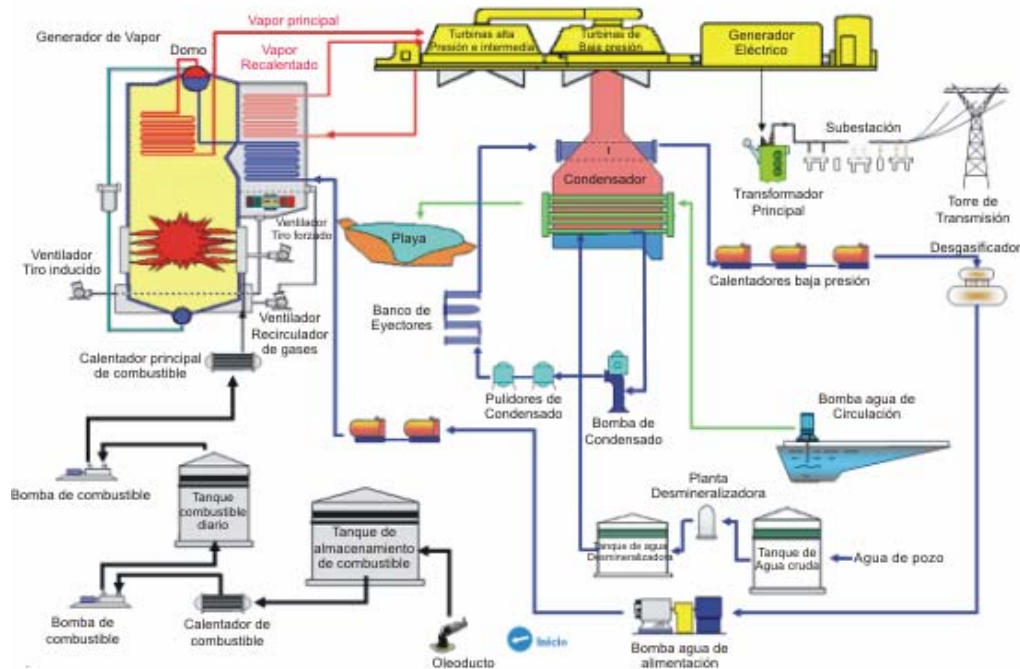 Vapor principal
Generador de Vapor
Domo
Vapor
Recalentado
Turbinas alta
Presión e intermedia
Turbinas de
Baja presión
Generador
Eléctrico
Subestación
Condensador
Transformador
Principal
Torre de
Transmisión
Ventilador
Tiro forzado
Playa
Desgasificador
Ventilador
Tiro inducido
Calentadores baja presión
Banco de
Eyectores
Ventilador
Recirculador
de gases
Calentador principal
de combustible
Pulidores de
Condensado
Bomba de
Condensado
Bomba agua de
Circulación
Bomba de combustible
Tanque
combustible
diario
Tanque de
almacenamiento
de combustible
Planta
Desmineralizadora
Tanque de agua
Desmineralizadora
Tanque de
Agua cruda
Agua de pozo
Bomba de
combustible
Calentador de
combustible
Oleoducto
Inicio
Bomba agua de
alimentación